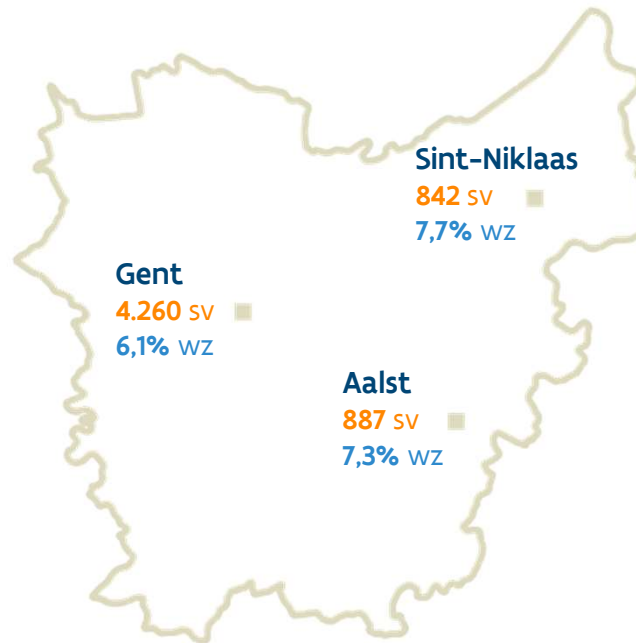 Sint-Niklaas
842 SV
7,7% WZ
Gent
4.260 SV
6,1% WZ
Aalst
887 SV
7,3% WZ